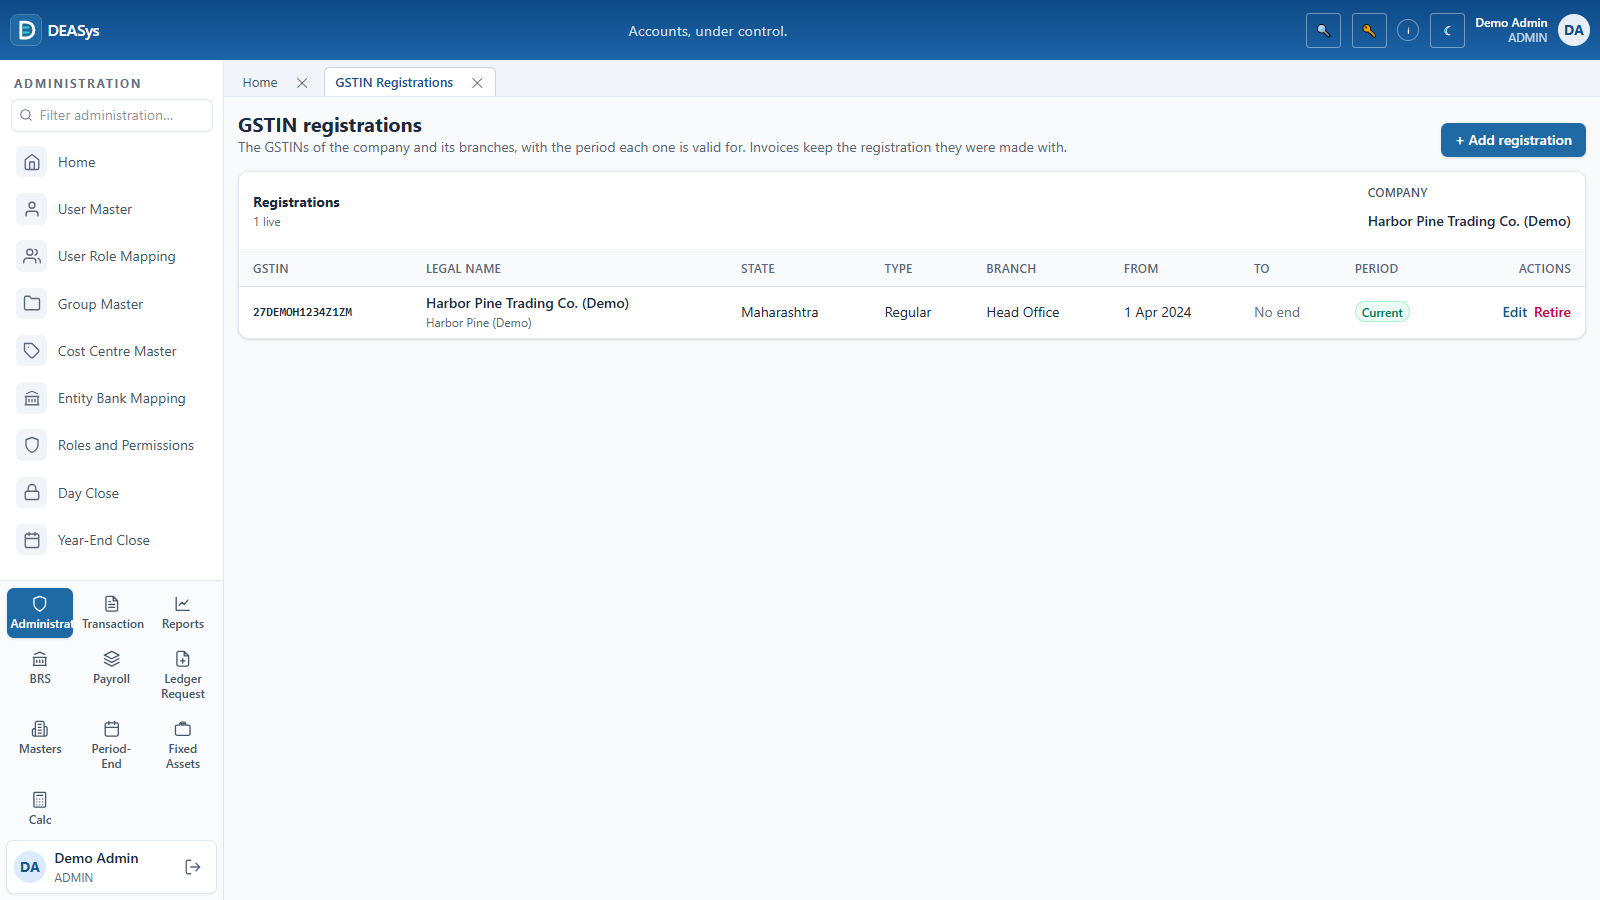 DEASys
Accounts, under control.
Demo Admin
ADMIN
DA
ADMINISTRATION
Filter administration...
Home
User Master
User Role Mapping
Group Master
Cost Centre Master
Entity Bank Mapping
Roles and Permissions
Day Close
Year-End Close
Administrat
Transaction
Reports
BRS
Payroll
Ledger
Request
Masters
Period-
End
Fixed
Assets
Calc
DA
Demo Admin
ADMIN
Home
GSTIN Registrations
GSTIN registrations
The GSTINs of the company and its branches, with the period each one is valid for. Invoices keep the registration they were made with.
+ Add registration
Registrations
1 live
COMPANY
Harbor Pine Trading Co. (Demo)
GSTIN LEGAL NAME STATE TYPE BRANCH FROM TO PERIOD ACTIONS
27DEMOH1234Z1ZM Harbor Pine Trading Co. (Demo) Maharashtra Regular Head Office 1 Apr 2024 No end Current Edit Retire
Harbor Pine (Demo)